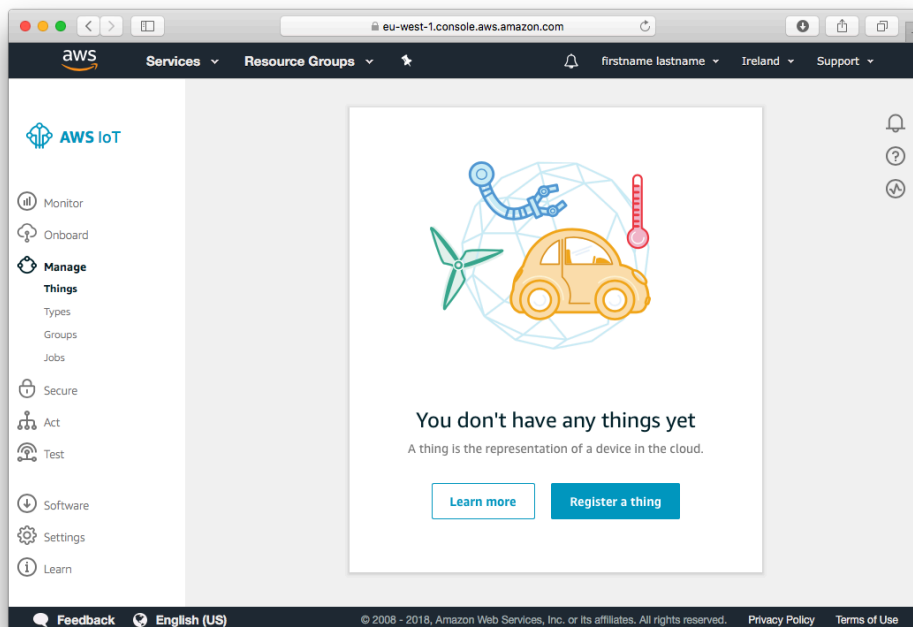 eu-west-1.console.aws.amazon.com
aws Services Resource Groups firstname lastname Ireland Support
AWS IoT
Monitor
Onboard
Manage
Things
Types
Groups
Jobs
Secure
Act
Test
Software
Settings
Learn
You don't have any things yet
A thing is the representation of a device in the cloud.
Learn more Register a thing
Feedback English (US) © 2008 - 2018, Amazon Web Services, Inc. or its affiliates. All rights reserved. Privacy Policy Terms of Use